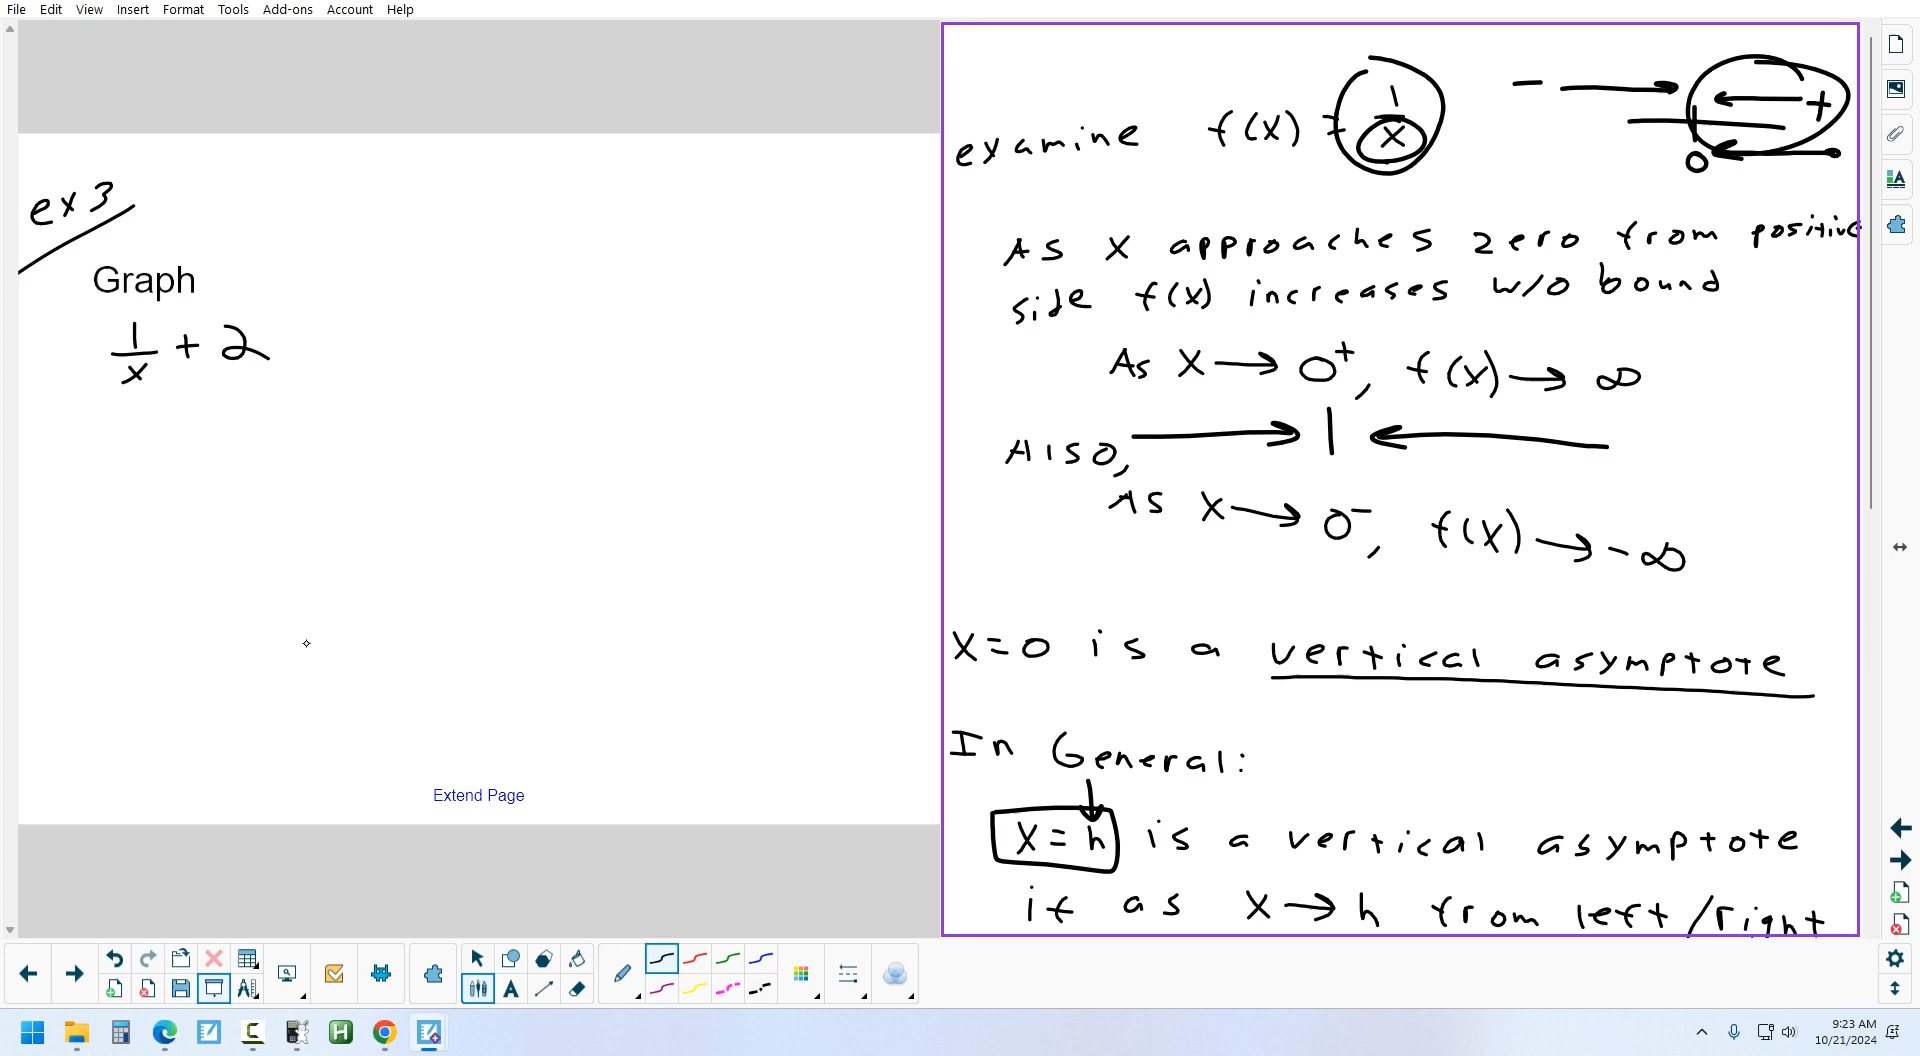 File Edit View Insert Format Tools Add-ons Account Help
ex 3
Graph
1/x + 2
Extend Page
examine f(x) = 1/x
- +
0
As x approaches zero from positive
side f(x) increases w/o bound
As x → 0⁺, f(x) → ∞
Also,
As x → 0⁻, f(x) → -∞
x = 0 is a vertical asymptote
In General:
x = h is a vertical asymptote
if as x → h from left/right
9:23 AM
10/21/2024